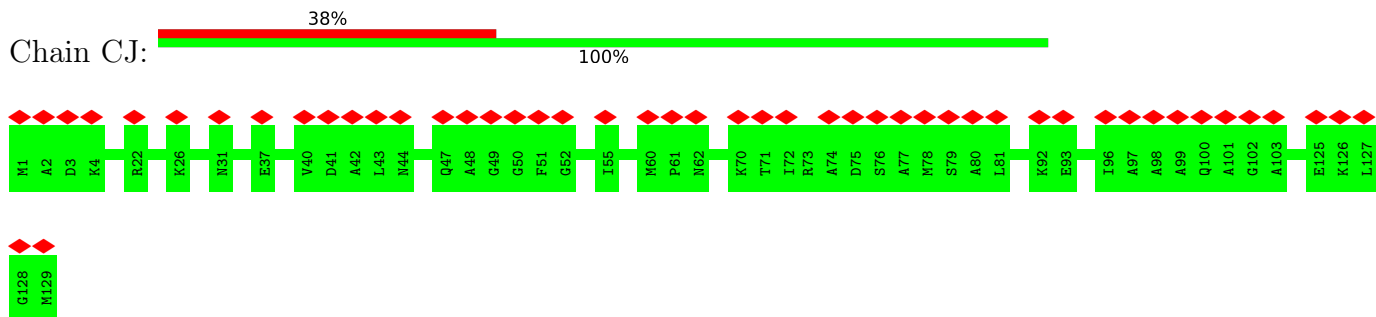 38%
Chain CJ:
100%
M1 A2 D3 K4 R22 K26 N31 E37 V40 D41 A42 L43 N44 Q47 A48 G49 G50 F51 G52 I55 M60 P61 N62 K70 T71 I72 R73 A74 D75 S76 A77 M78 S79 A80 L81 K92 E93 I96 A97 A98 A99 Q100 A101 G102 A103 E125 K126 L127
G128 M129